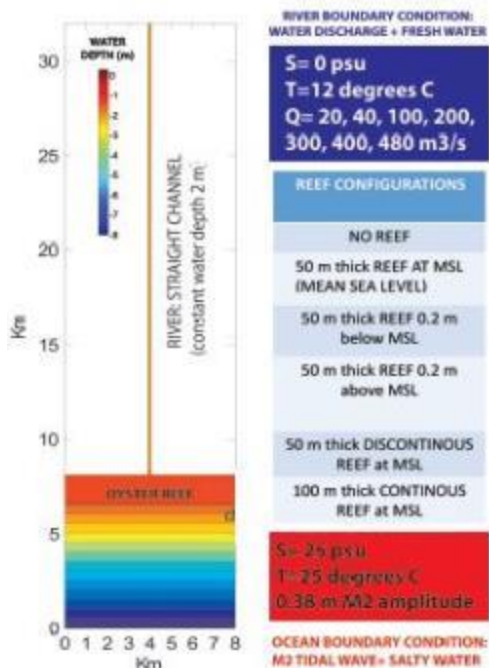 30
25
20
15
10
5
0
Km
WATER
DEPTH (m)
0
-1
-2
-3
-4
-5
-6
-7
-8
RIVER: STRAIGHT CHANNEL
(constant water depth 2 m)
OYSTER REEF
d
0 1 2 3 4 5 6 7 8
Km
RIVER BOUNDARY CONDITION:
WATER DISCHARGE + FRESH WATER
S= 0 psu
T=12 degrees C
Q= 20, 40, 100, 200,
300, 400, 480 m3/s
REEF CONFIGURATIONS
NO REEF
50 m thick REEF AT MSL
(MEAN SEA LEVEL)
50 m thick REEF 0.2 m
below MSL
50 m thick REEF 0.2 m
above MSL
50 m thick DISCONTINOUS
REEF at MSL
100 m thick CONTINOUS
REEF at MSL
S= 25 psu
T=25 degrees C
0.38 m M2 amplitude
OCEAN BOUNDARY CONDITION:
M2 TIDAL WAVE+ SALTY WATER